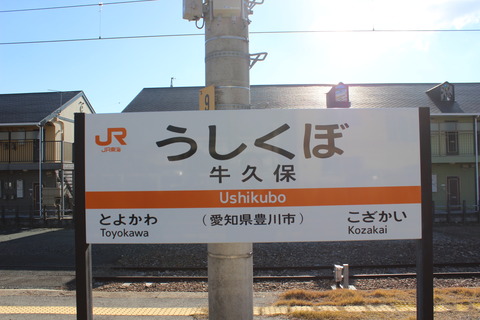 9
JR
JR東海
うしくぼ
牛久保
Ushikubo
とよかわ
Toyokawa
(愛知県豊川市)
こざかい
Kozakai